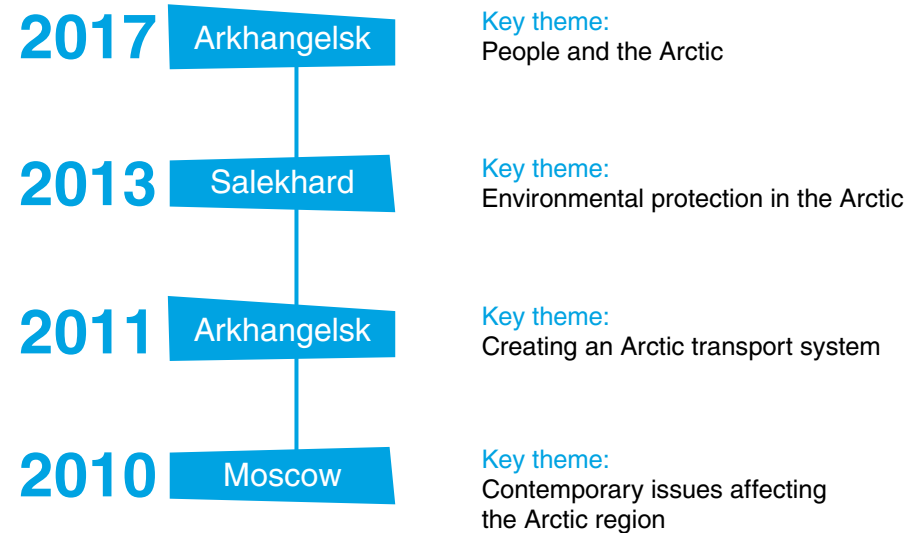 2017 Arkhangelsk
Key theme:
People and the Arctic
2013 Salekhard
Key theme:
Environmental protection in the Arctic
2011 Arkhangelsk
Key theme:
Creating an Arctic transport system
2010 Moscow
Key theme:
Contemporary issues affecting
the Arctic region